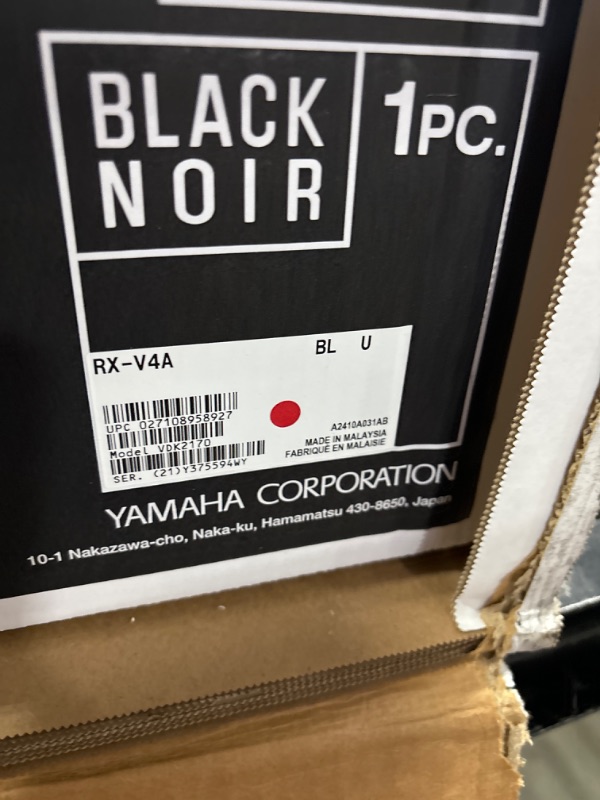 BLACK
NOIR
1PC.
RX-V4A
BL U
UPC 027108958927
Model VDK2170
SER. (21)Y375594WY
A2410A031AB
MADE IN MALAYSIA
FABRIQUÉ EN MALAISIE
YAMAHA CORPORATION
10-1 Nakazawa-cho, Naka-ku, Hamamatsu 430-8650, Japan